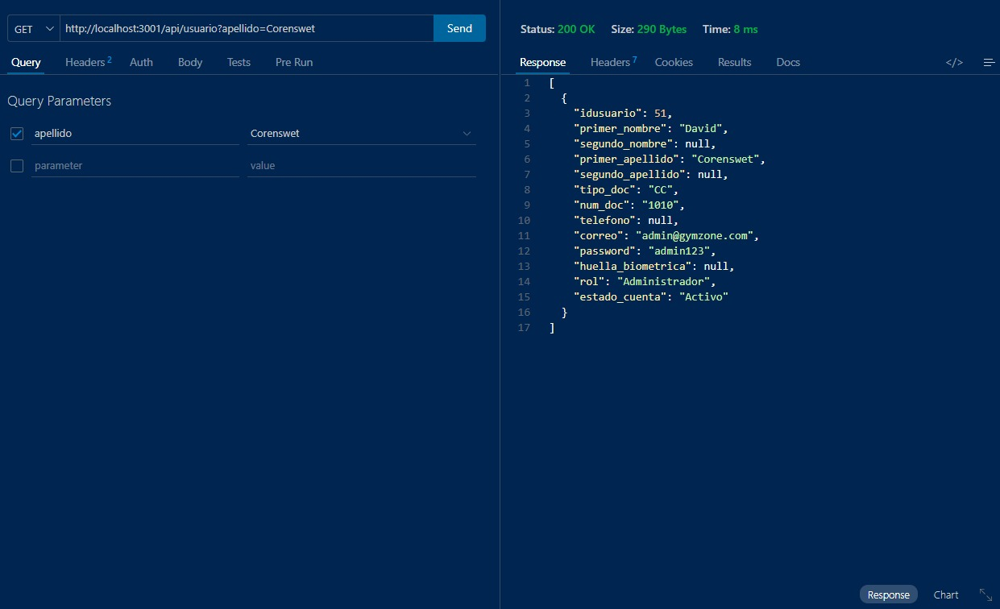 GET http://localhost:3001/api/usuario?apellido=Corenswet Send
Query Headers 2 Auth Body Tests Pre Run
Query Parameters
apellido Corenswet
parameter value
Status: 200 OK Size: 290 Bytes Time: 8 ms
Response Headers 7 Cookies Results Docs </>
1 [
2 {
3 "idusuario": 51,
4 "primer_nombre": "David",
5 "segundo_nombre": null,
6 "primer_apellido": "Corenswet",
7 "segundo_apellido": null,
8 "tipo_doc": "CC",
9 "num_doc": "1010",
10 "telefono": null,
11 "correo": "admin@gymzone.com",
12 "password": "admin123",
13 "huella_biometrica": null,
14 "rol": "Administrador",
15 "estado_cuenta": "Activo"
16 }
17 ]
Response Chart